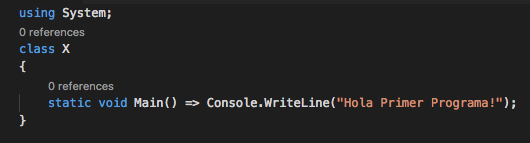 using System;
0 references
class X
{
0 references
static void Main() => Console.WriteLine("Hola Primer Programa!");
}